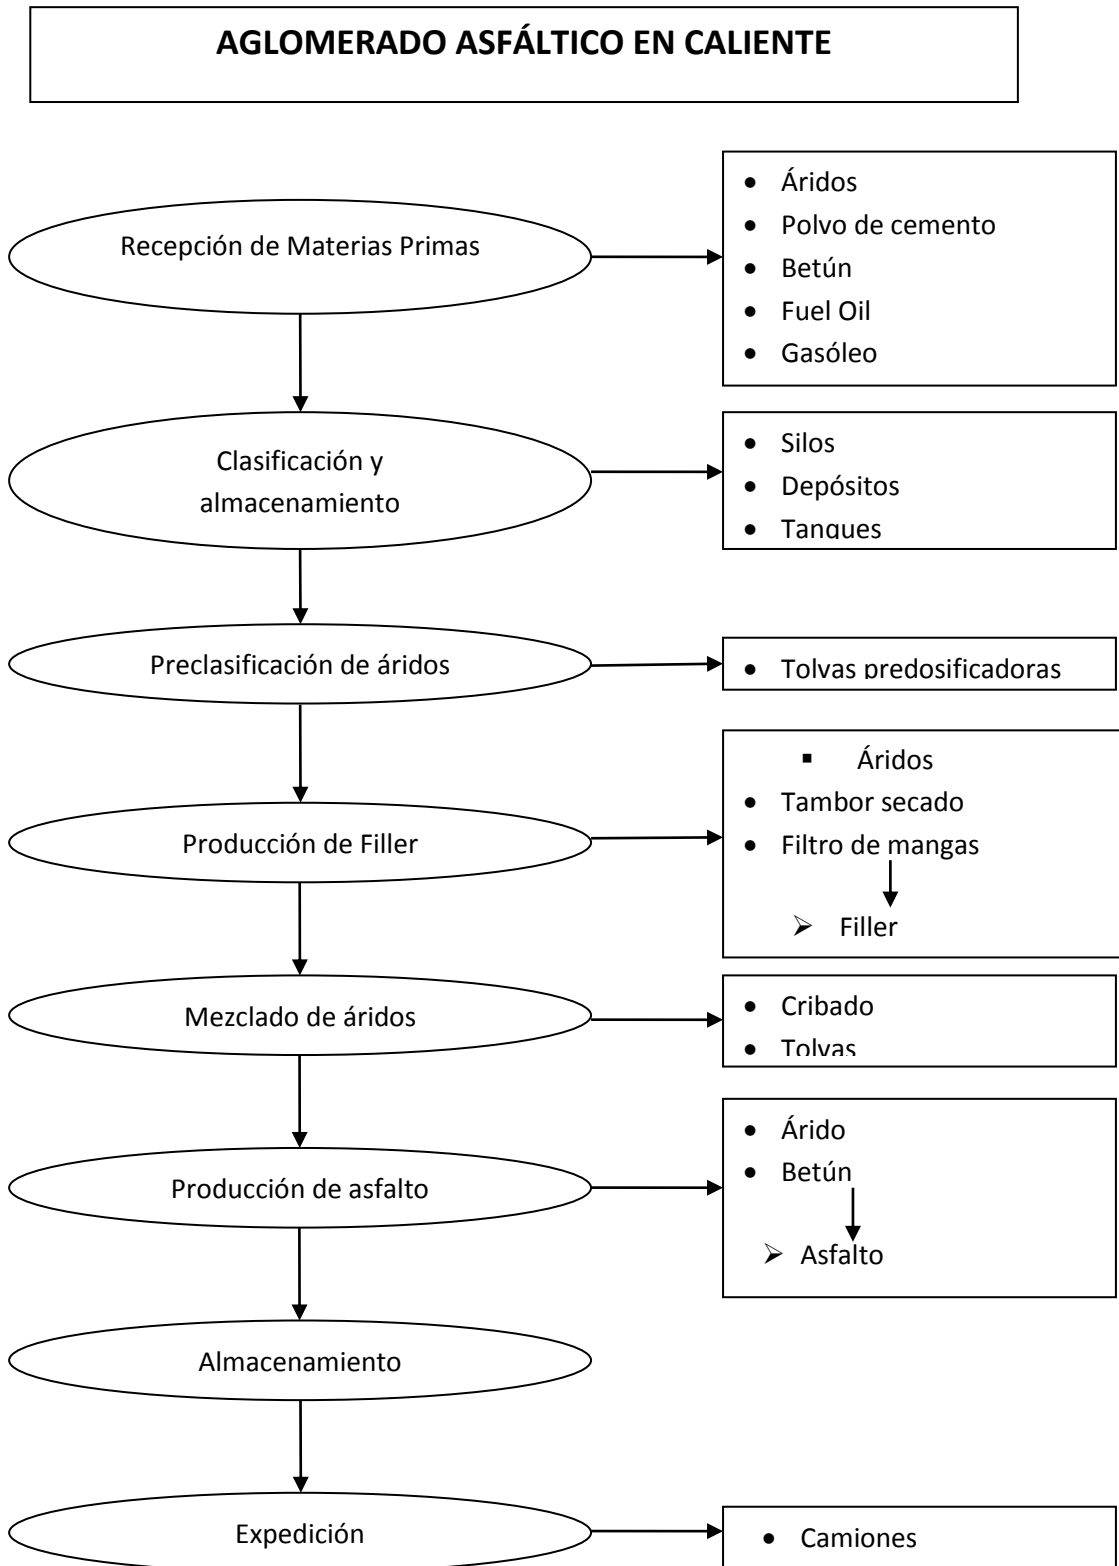 AGLOMERADO ASFÁLTICO EN CALIENTE
Recepción de Materias Primas
• Áridos
• Polvo de cemento
• Betún
• Fuel Oil
• Gasóleo
Clasificación y
almacenamiento
• Silos
• Depósitos
• Tanques
Preclasificación de áridos
• Tolvas predosificadoras
Producción de Filler
▪ Áridos
• Tambor secado
• Filtro de mangas
➢ Filler
Mezclado de áridos
• Cribado
• Tolvas
Producción de asfalto
• Árido
• Betún
➢ Asfalto
Almacenamiento
Expedición
• Camiones